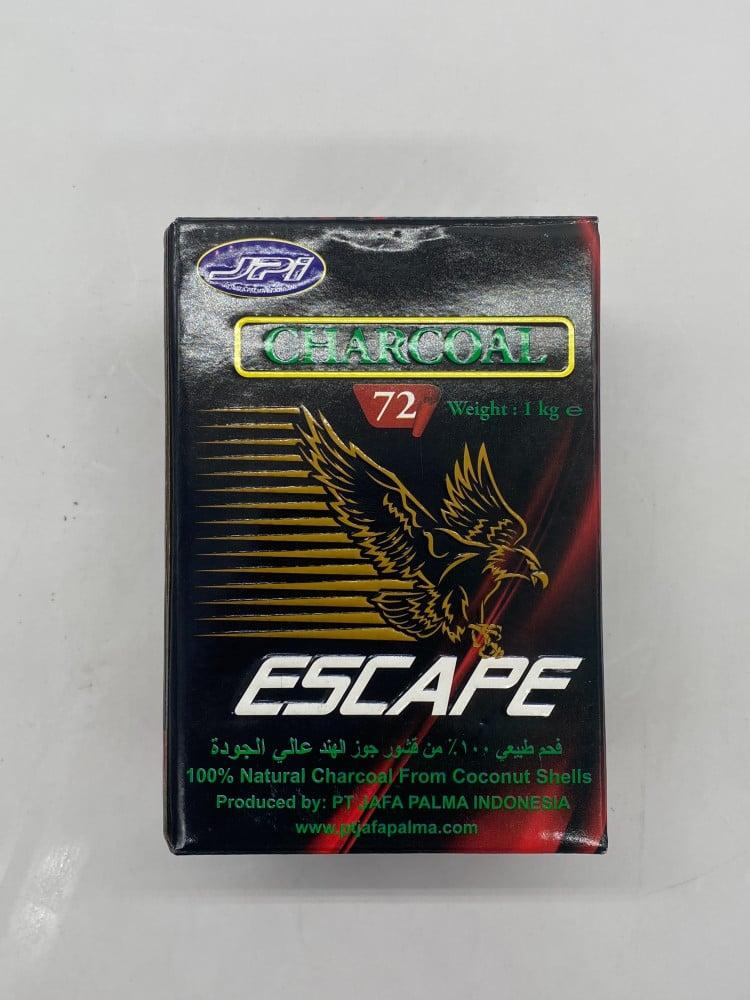 JPi
CHARCOAL
72
Weight : 1 kg ℮
ESCAPE
فحم طبيعي ١٠٠٪ من قشور جوز الهند عالي الجودة
100% Natural Charcoal From Coconut Shells
Produced by: PT JAFA PALMA INDONESIA
www.ptjafapalma.com